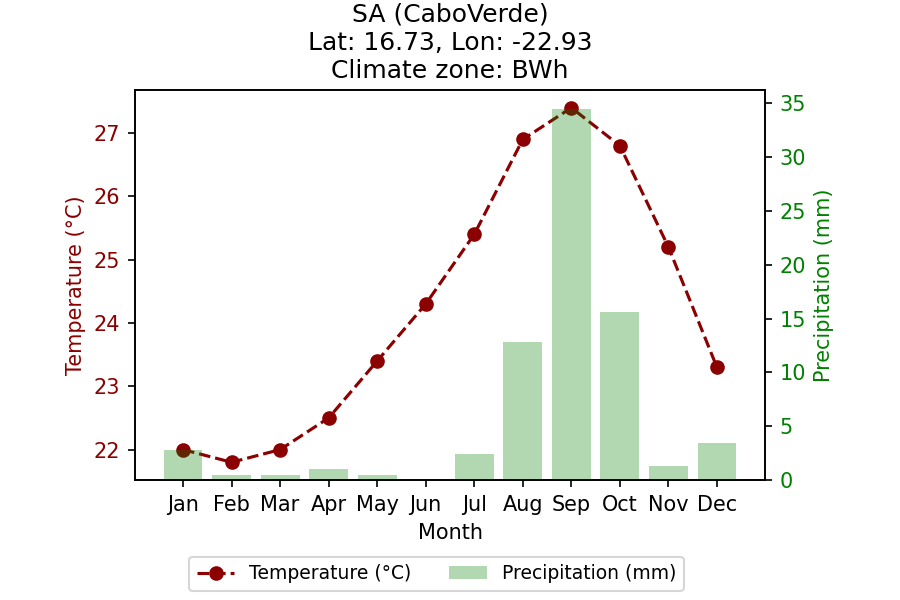 SA (CaboVerde)
Lat: 16.73, Lon: -22.93
Climate zone: BWh
Temperature (°C)
27
26
25
24
23
22
Precipitation (mm)
35
30
25
20
15
10
5
0
Jan Feb Mar Apr May Jun Jul Aug Sep Oct Nov Dec
Month
Temperature (°C) Precipitation (mm)